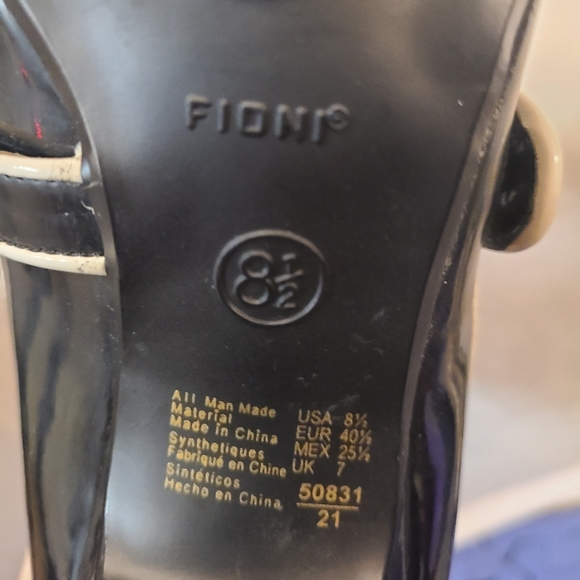 FIONI®
8½
All Man Made
Material
Made in China
Synthetiques
Fabriqué en Chine
Sintéticos
Hecho en China
USA 8½
EUR 40½
MEX 25½
UK 7
50831
21